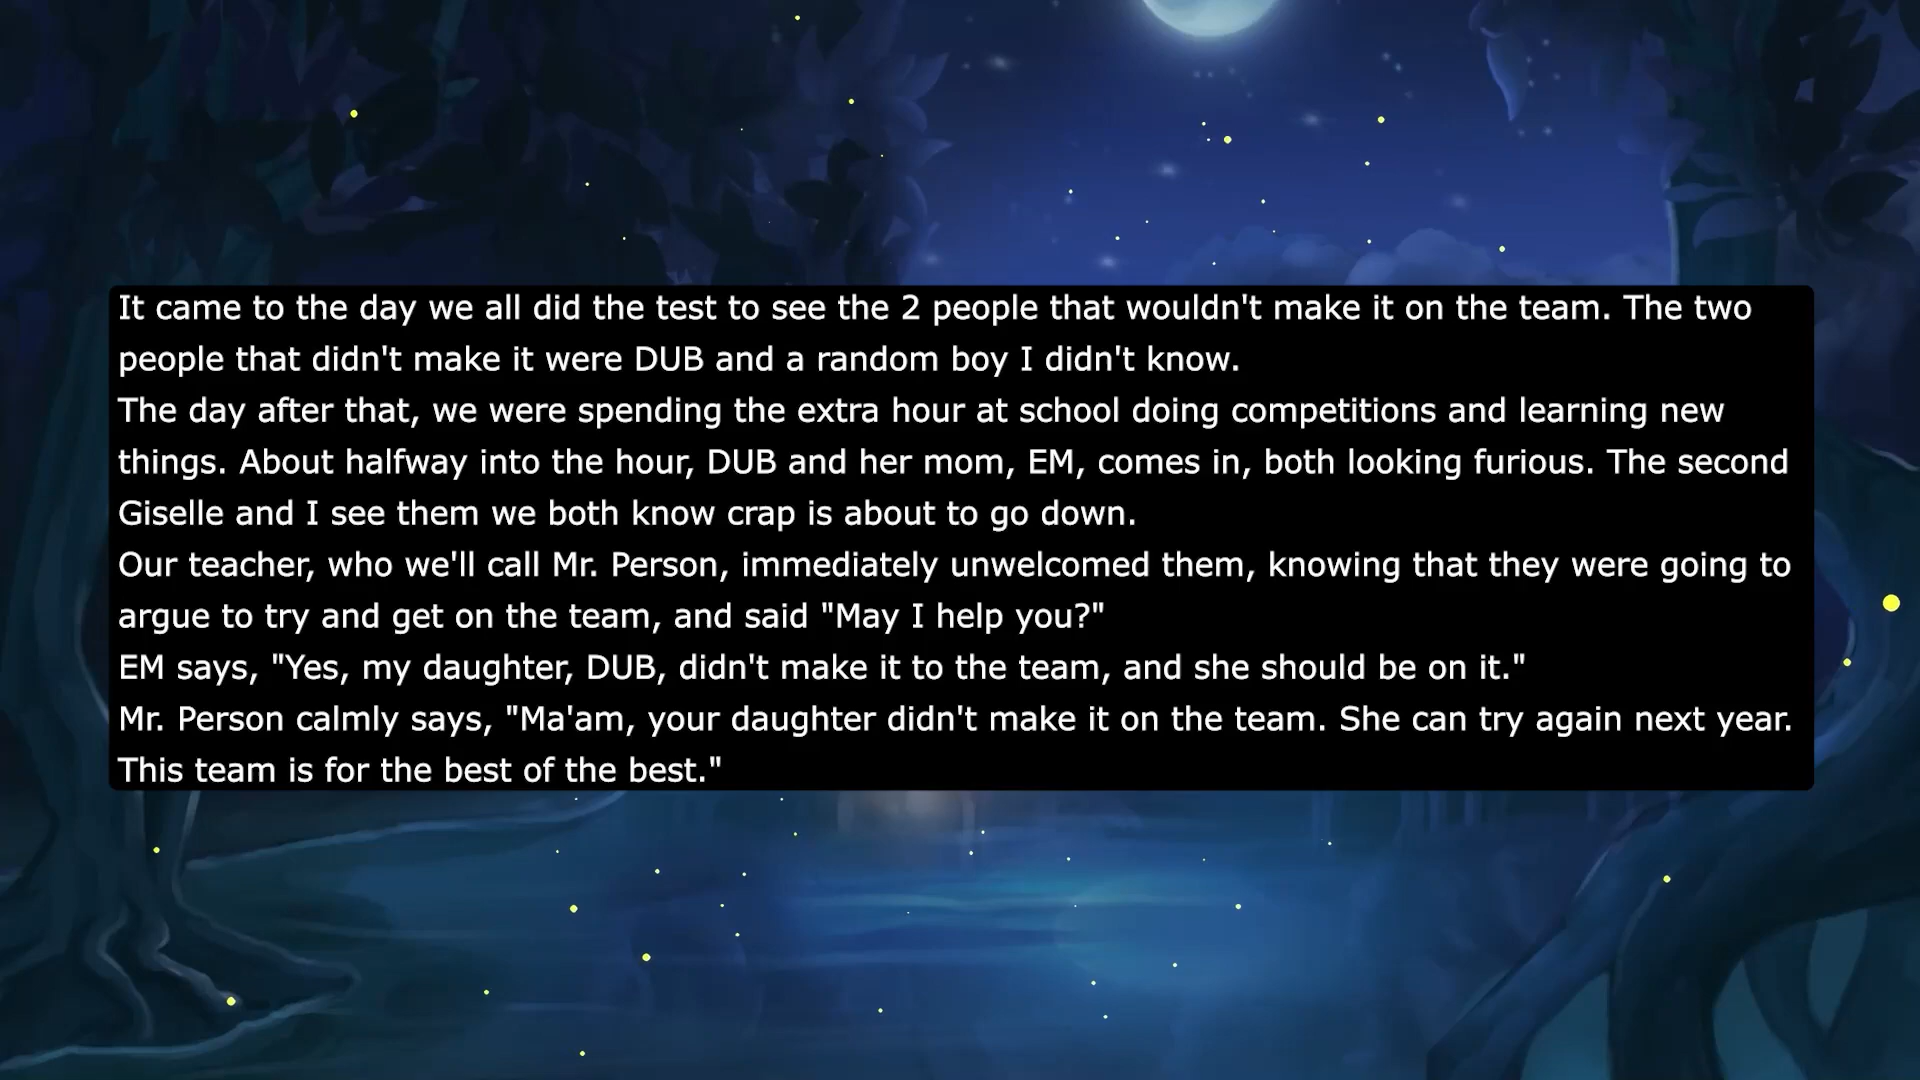 It came to the day we all did the test to see the 2 people that wouldn't make it on the team. The two
people that didn't make it were DUB and a random boy I didn't know.
The day after that, we were spending the extra hour at school doing competitions and learning new
things. About halfway into the hour, DUB and her mom, EM, comes in, both looking furious. The second
Giselle and I see them we both know crap is about to go down.
Our teacher, who we'll call Mr. Person, immediately unwelcomed them, knowing that they were going to
argue to try and get on the team, and said "May I help you?"
EM says, "Yes, my daughter, DUB, didn't make it to the team, and she should be on it."
Mr. Person calmly says, "Ma'am, your daughter didn't make it on the team. She can try again next year.
This team is for the best of the best."